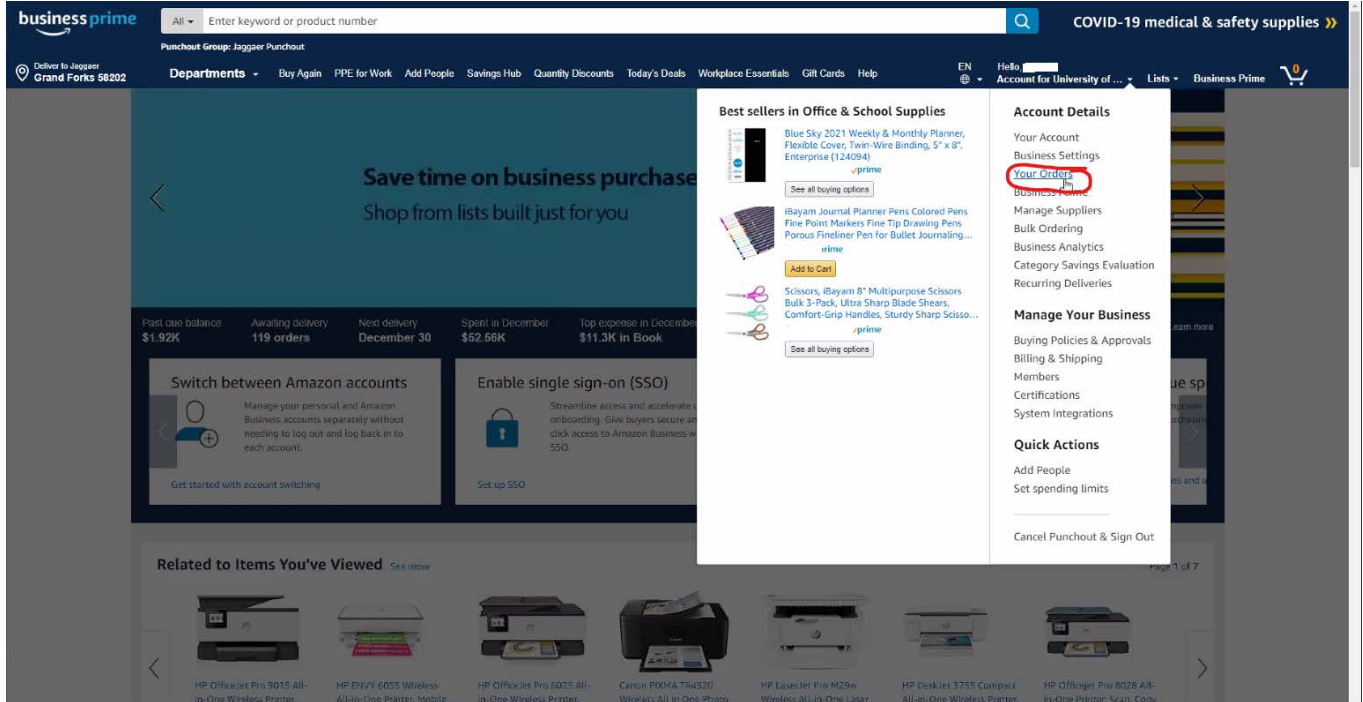 business prime
All
Enter keyword or product number
COVID-19 medical & safety supplies »
Punchout Group: Jaggaer Punchout
Deliver to Jaggaer
Grand Forks 58202
Departments
Buy Again
PPE for Work
Add People
Savings Hub
Quantity Discounts
Today's Deals
Workplace Essentials
Gift Cards
Help
EN
Hello,
Account for University of ...
Lists
Business Prime
0
Best sellers in Office & School Supplies
Blue Sky 2021 Weekly & Monthly Planner,
Flexible Cover, Twin-Wire Binding, 5" x 8",
Enterprise (124094)
prime
See all buying options
iBayam Journal Planner Pens Colored Pens
Fine Point Markers Fine Tip Drawing Pens
Porous Fineliner Pen for Bullet Journaling...
rime
Add to Cart
Scissors, iBayam 8" Multipurpose Scissors
Bulk 3-Pack, Ultra Sharp Blade Shears,
Comfort-Grip Handles, Sturdy Sharp Scisso...
prime
See all buying options
Account Details
Your Account
Business Settings
Your Orders
Business Prime
Manage Suppliers
Bulk Ordering
Business Analytics
Category Savings Evaluation
Recurring Deliveries
Manage Your Business
Buying Policies & Approvals
Billing & Shipping
Members
Certifications
System Integrations
Quick Actions
Add People
Set spending limits
Cancel Punchout & Sign Out
Save time on business purchase
Shop from lists built just for you
Past due balance
$1.92K
Awaiting delivery
119 orders
Next delivery
December 30
Spent in December
$52.56K
Top expense in December
$11.3K in Book
Learn more
Switch between Amazon accounts
Manage your personal and Amazon
Business accounts separately without
needing to log out and log back in to
each account.
Get started with account switching
Enable single sign-on (SSO)
Streamline access and accelerate
onboarding. Give buyers secure an
click access to Amazon Business w
SSO.
Set up SSO
ue sp
es and a
Related to Items You've Viewed
See more
Page 1 of 7
HP OfficeJet Pro 9015 All-
in-One Wireless Printer,
HP ENVY 6055 Wireless
All-in-One Printer, Mobile
HP OfficeJet Pro 8025 All-
in-One Wireless Printer,
Canon PIXMA TR4520
Wireless All in One Photo
HP LaserJet Pro M29w
Wireless All-in-One Laser
HP DeskJet 3755 Compact
All-in-One Wireless Printer
HP OfficeJet Pro 8028 All-
in-One Printer, Scan, Copy